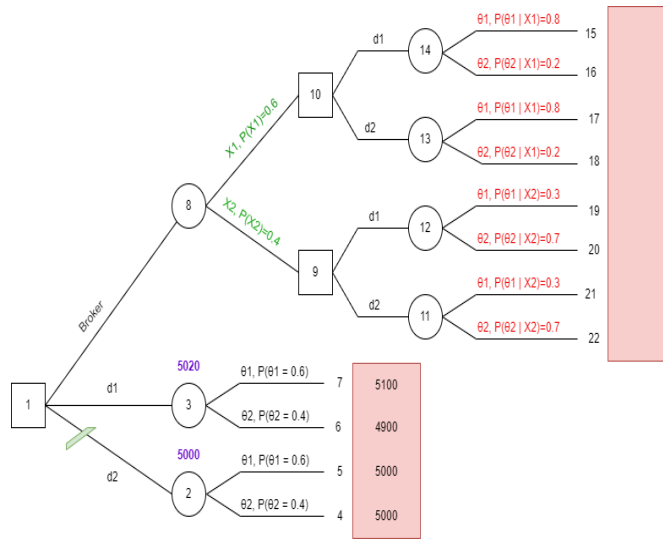 θ1, P(θ1 | X1)=0.8
15
d1
14
θ2, P(θ2 | X1)=0.2
16
10
X1, P(X1)=0.6
θ1, P(θ1 | X1)=0.8
17
d2
13
θ2, P(θ2 | X1)=0.2
18
8
X2, P(X2)=0.4
θ1, P(θ1 | X2)=0.3
19
d1
12
θ2, P(θ2 | X2)=0.7
20
9
θ1, P(θ1 | X2)=0.3
21
d2
11
θ2, P(θ2 | X2)=0.7
22
Broker
5020
θ1, P(θ1 = 0.6)
7
5100
d1
1
3
θ2, P(θ2 = 0.4)
6
4900
5000
θ1, P(θ1 = 0.6)
5
5000
d2
2
θ2, P(θ2 = 0.4)
4
5000